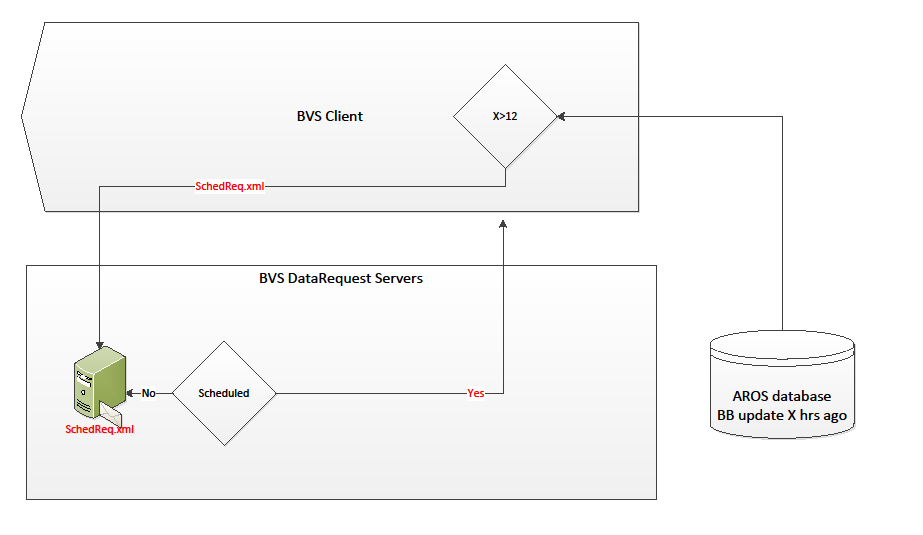 BVS Client
X>12
SchedReq.xml
BVS DataRequest Servers
No
Scheduled
Yes
SchedReq.xml
AROS database
BB update X hrs ago